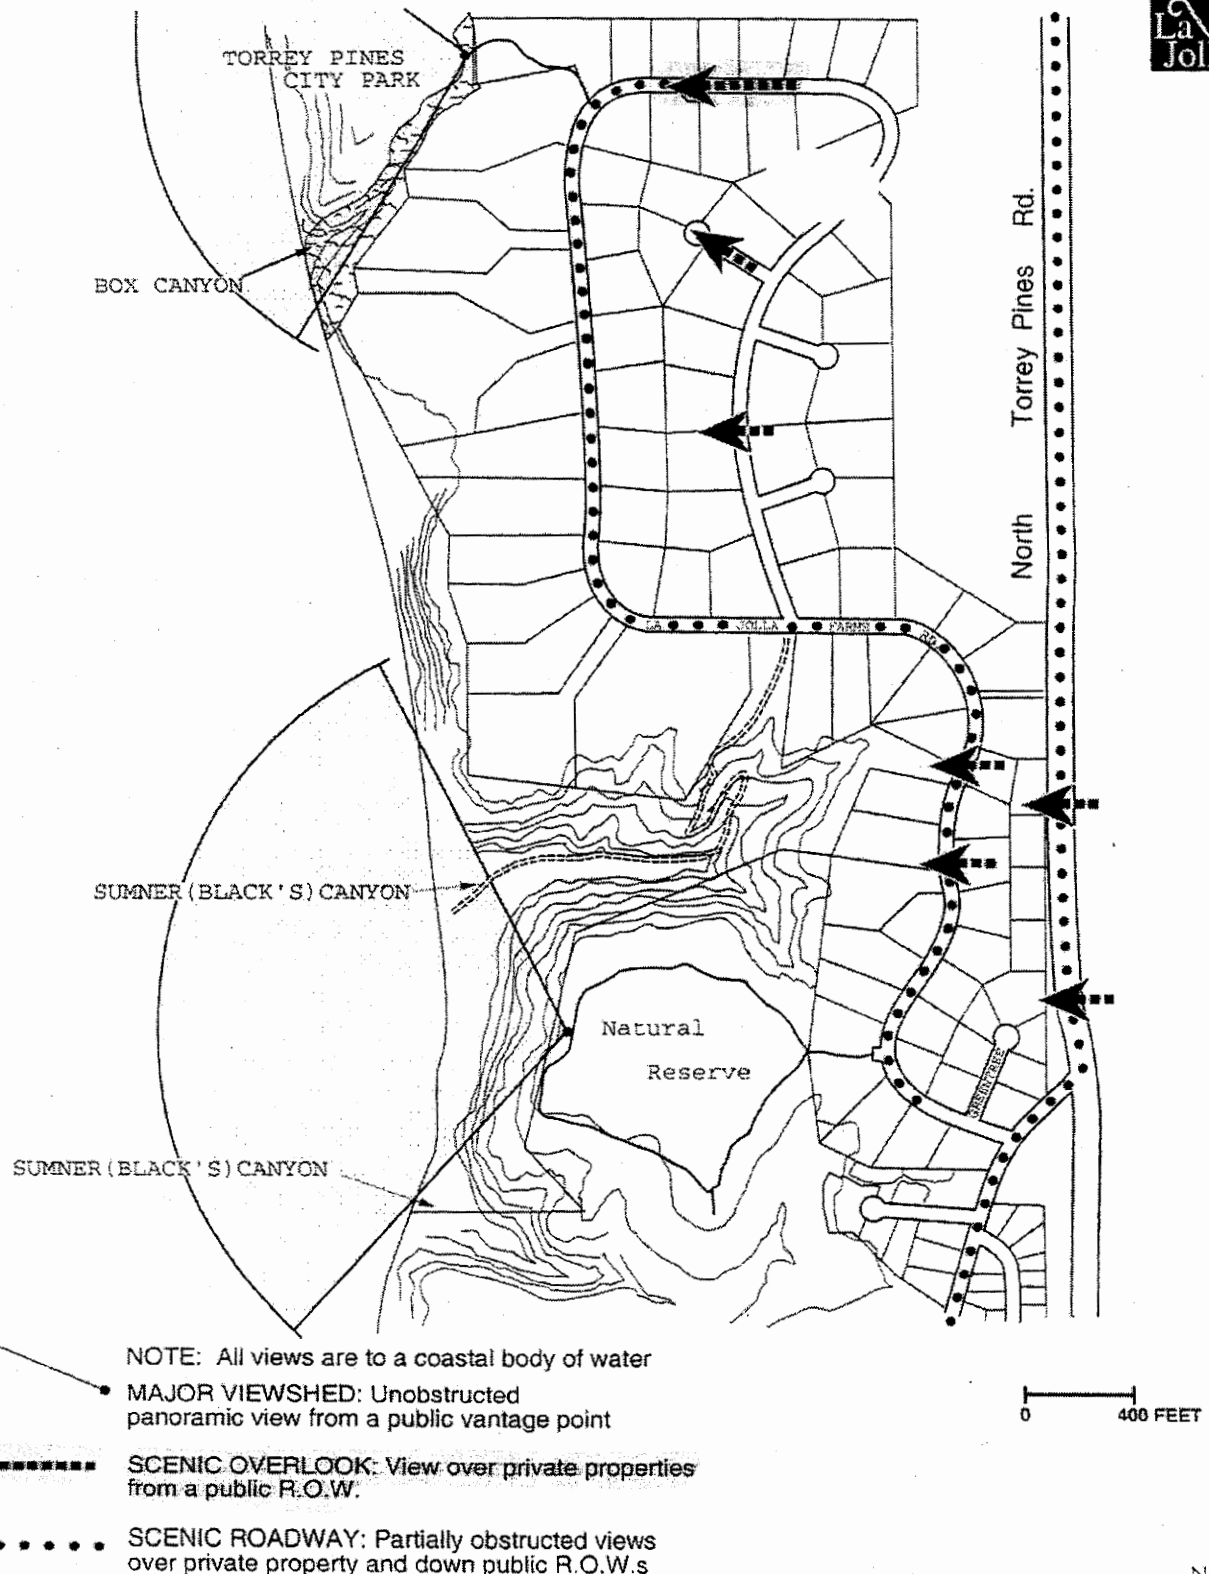 La
Jol
TORREY PINES
CITY PARK
BOX CANYON
North Torrey Pines Rd.
LA JOLLA FARMS RD.
SUMNER(BLACK'S)CANYON
Natural
Reserve
GREENTREE
SUMNER(BLACK'S)CANYON
NOTE: All views are to a coastal body of water
MAJOR VIEWSHED: Unobstructed
panoramic view from a public vantage point
0 400 FEET
SCENIC OVERLOOK: View over private properties
from a public R.O.W.
SCENIC ROADWAY: Partially obstructed views
over private property and down public R.O.W.s